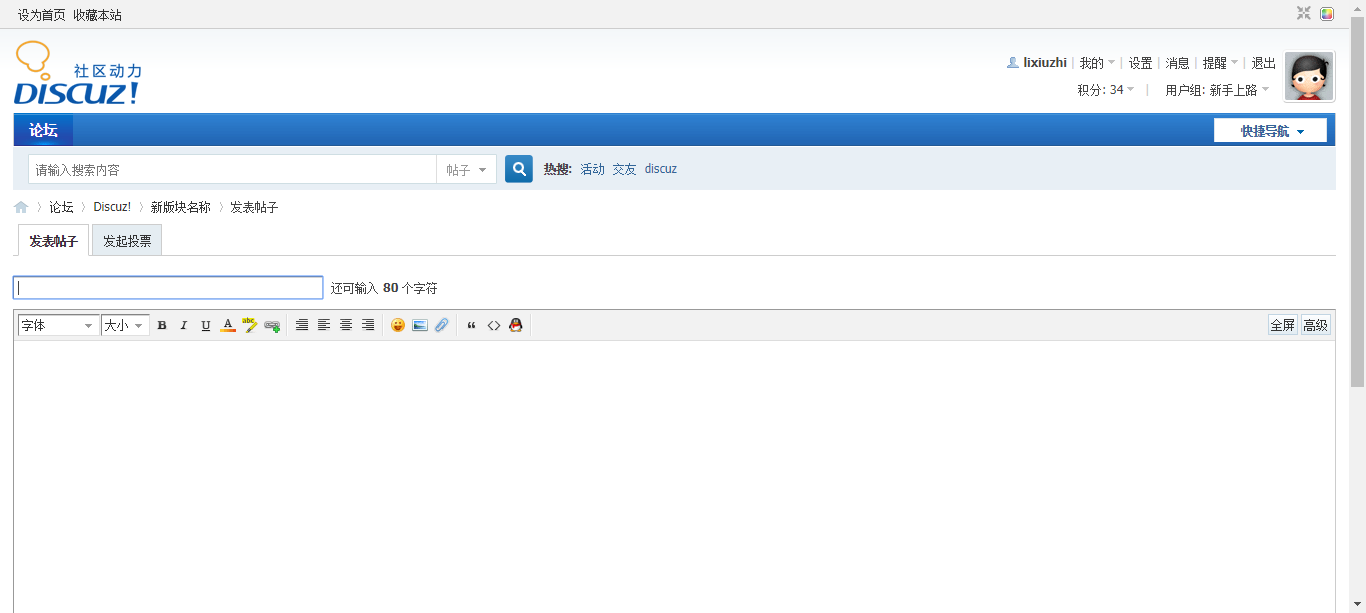 设为首页 收藏本站
社区动力
DISCUZ!
lixiuzhi 我的 设置 消息 提醒 退出
积分: 34 用户组: 新手上路
论坛 快捷导航
请输入搜索内容 帖子 热搜: 活动 交友 discuz
论坛 Discuz! 新版块名称 发表帖子
发表帖子 发起投票
还可输入 80 个字符
字体 大小 B I U A abc 全屏 高级